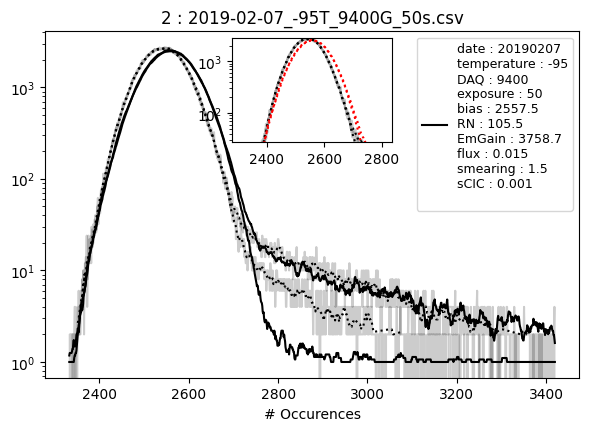 2 : 2019-02-07_-95T_9400G_50s.csv
10³
10²
10¹
10⁰
10³
10²
2400
2600
2800
date : 20190207
temperature : -95
DAQ : 9400
exposure : 50
bias : 2557.5
RN : 105.5
EmGain : 3758.7
flux : 0.015
smearing : 1.5
sCIC : 0.001
2400
2600
2800
3000
3200
3400
# Occurences